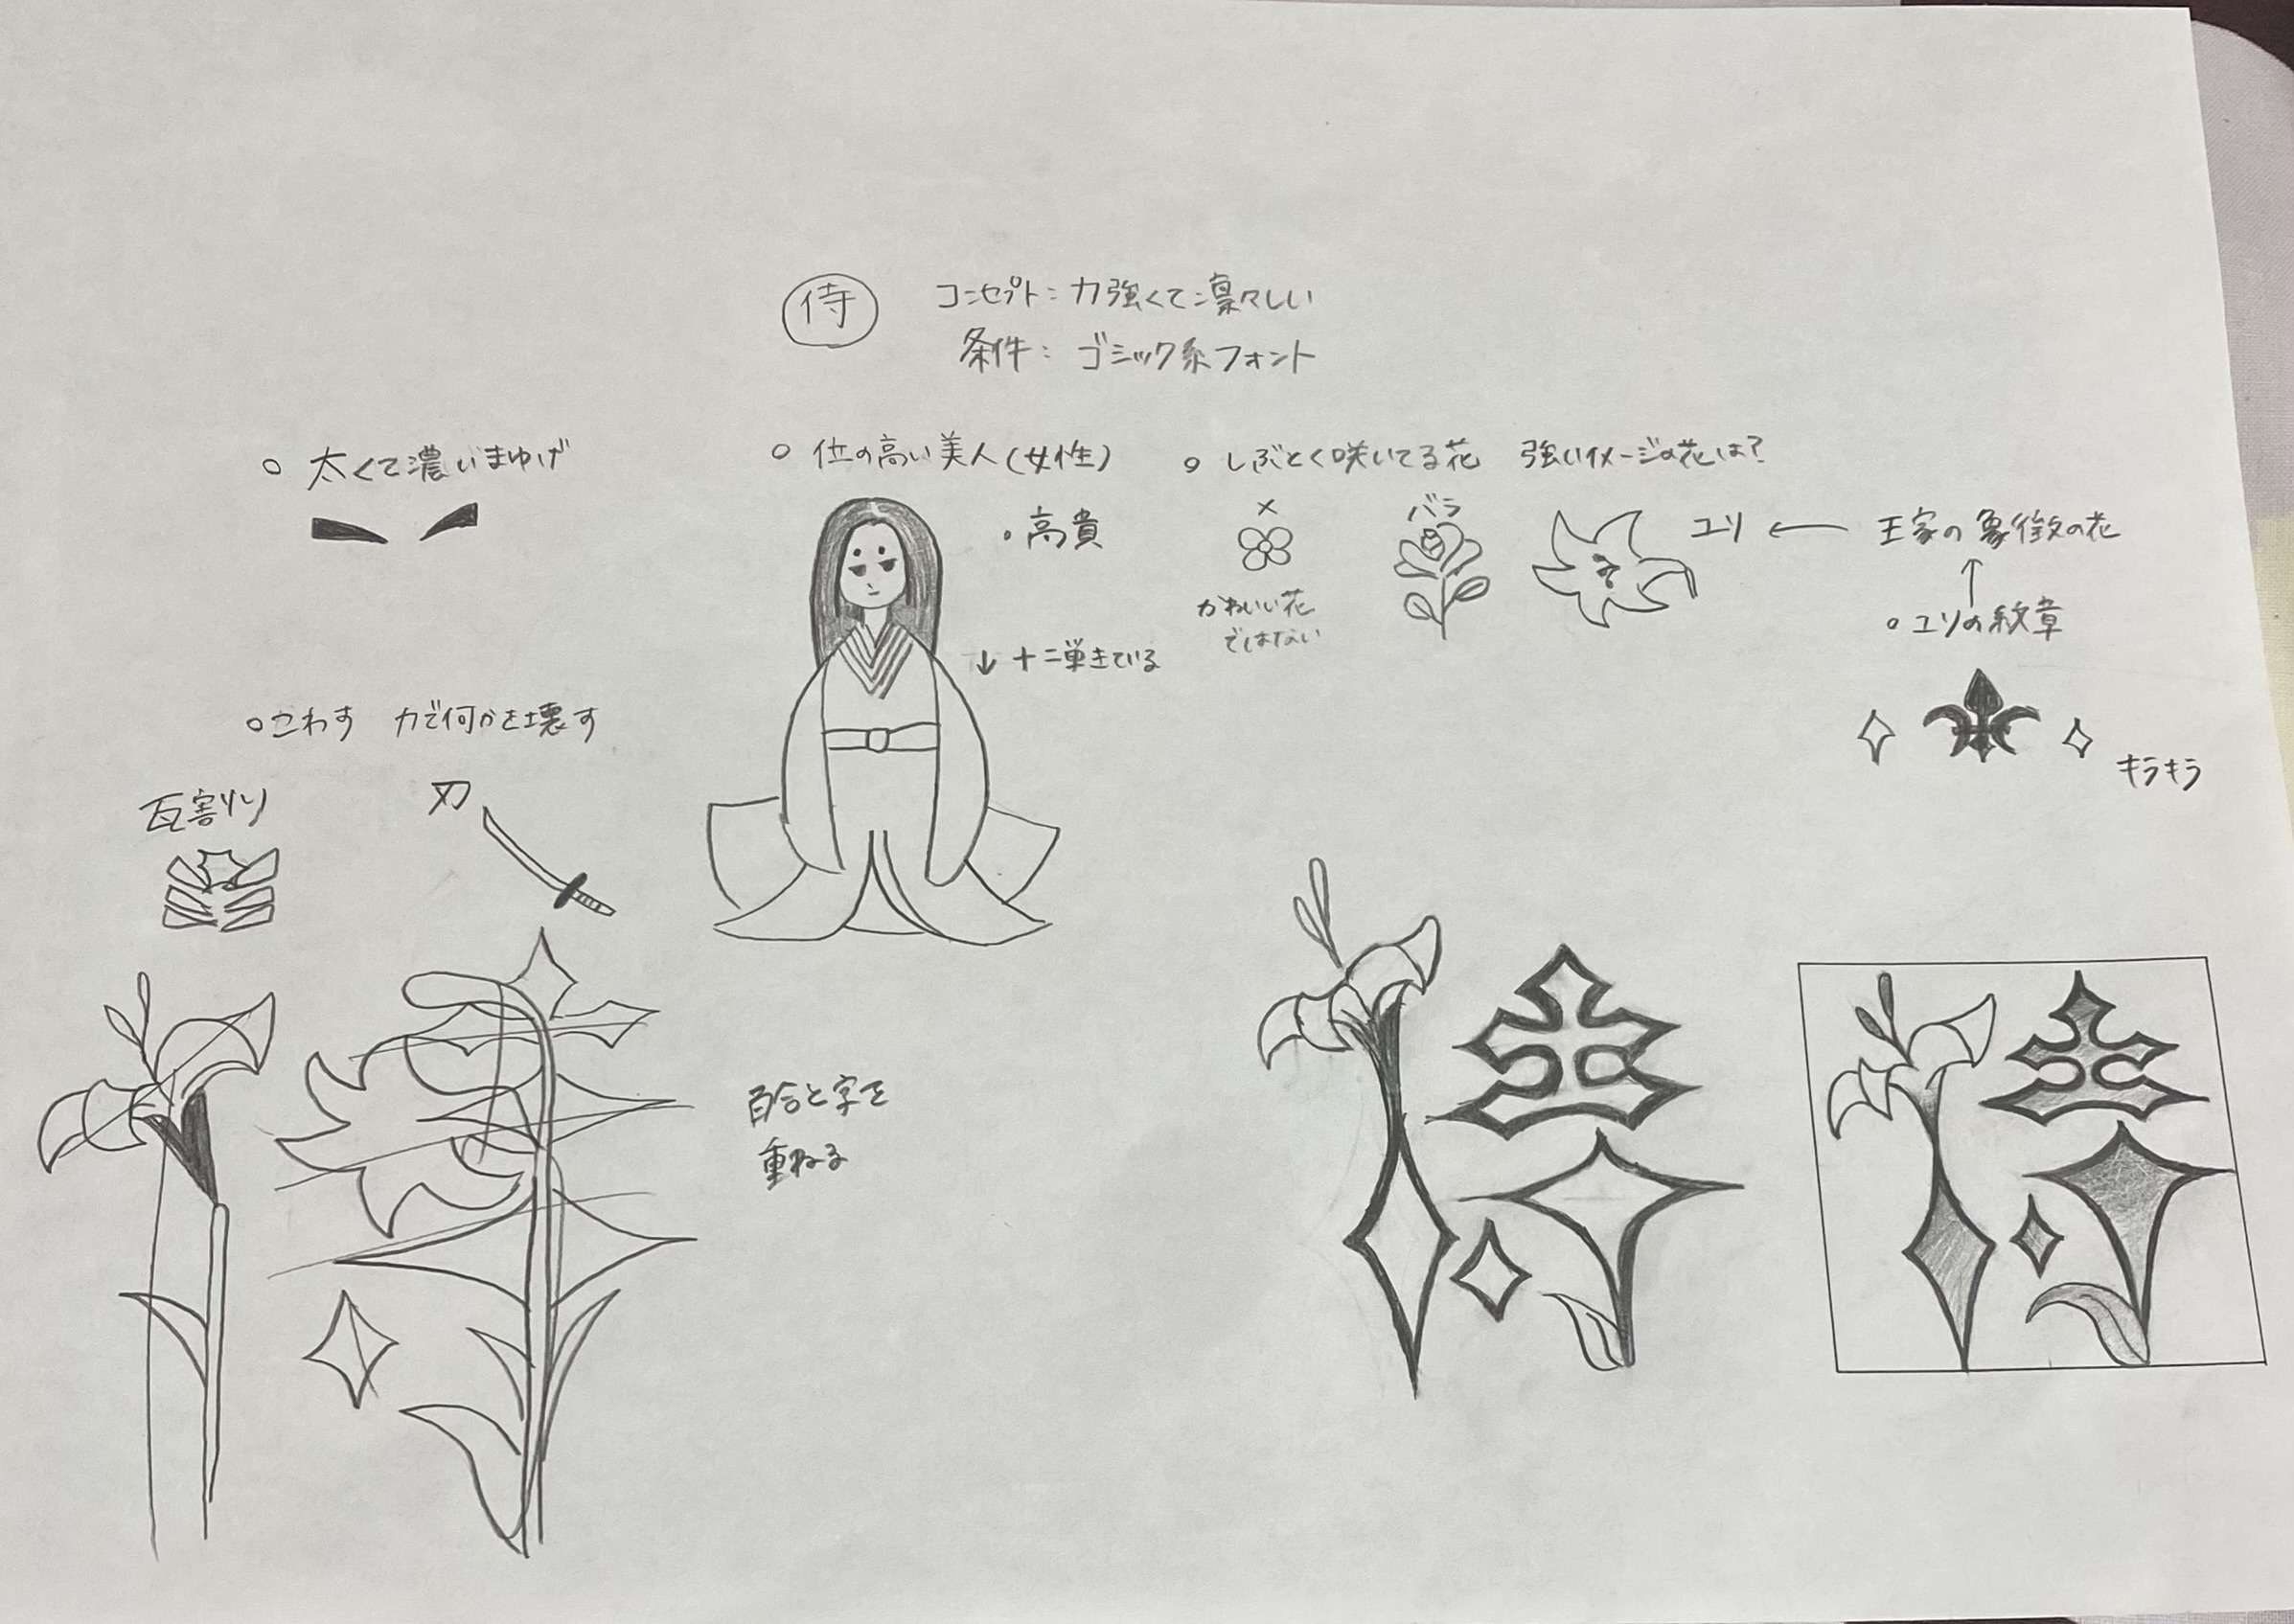 侍
コンセプト：力強くて凛々しい
条件：ゴシック系フォント
○ 太くて濃いまゆげ
○ 位の高い美人(女性)
・高貴
↓十二単きている
○ しぶとく咲いてる花　強いイメージの花は？
×
かわいい花
ではない
バラ
ユリ ← 王家の象徴の花
↑
○ユリの紋章
キラキラ
○こわす　力で何かを壊す
瓦割り
刀
百合と字を
重ねる